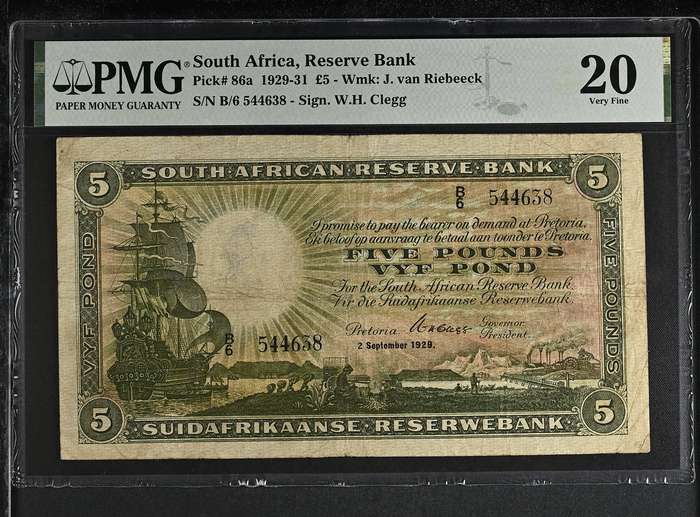 PMG®
PAPER MONEY GUARANTY
South Africa, Reserve Bank
Pick# 86a 1929-31 £5 - Wmk: J. van Riebeeck
S/N B/6 544638 - Sign. W.H. Clegg
20
Very Fine
5 SOUTH AFRICAN RESERVE BANK 5
B/6 544638
I promise to pay the bearer on demand at Pretoria.
Ek beloof op aanvraag te betaal aan toonder te Pretoria.
FIVE POUNDS
VYF POND
For the South African Reserve Bank
Vir die Suidafrikaanse Reserwebank.
Pretoria Governor
President.
2 September 1929.
B/6 544638
VYF POND
FIVE POUNDS
5 SUIDAFRIKAANSE RESERWEBANK 5